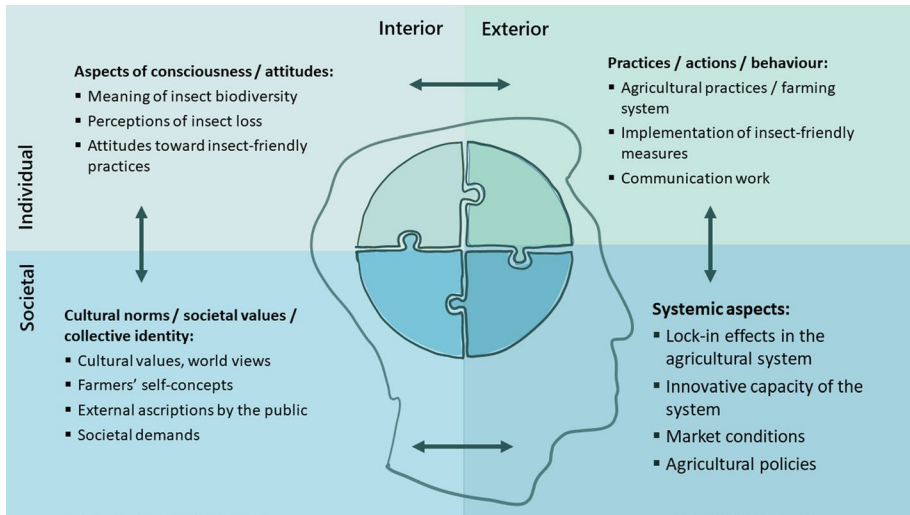 Interior
Exterior
Individual
Aspects of consciousness / attitudes:
▪ Meaning of insect biodiversity
▪ Perceptions of insect loss
▪ Attitudes toward insect-friendly
practices
Practices / actions / behaviour:
▪ Agricultural practices / farming
system
▪ Implementation of insect-friendly
measures
▪ Communication work
Societal
Cultural norms / societal values /
collective identity:
▪ Cultural values, world views
▪ Farmers’ self-concepts
▪ External ascriptions by the public
▪ Societal demands
Systemic aspects:
▪ Lock-in effects in the
agricultural system
▪ Innovative capacity of the
system
▪ Market conditions
▪ Agricultural policies